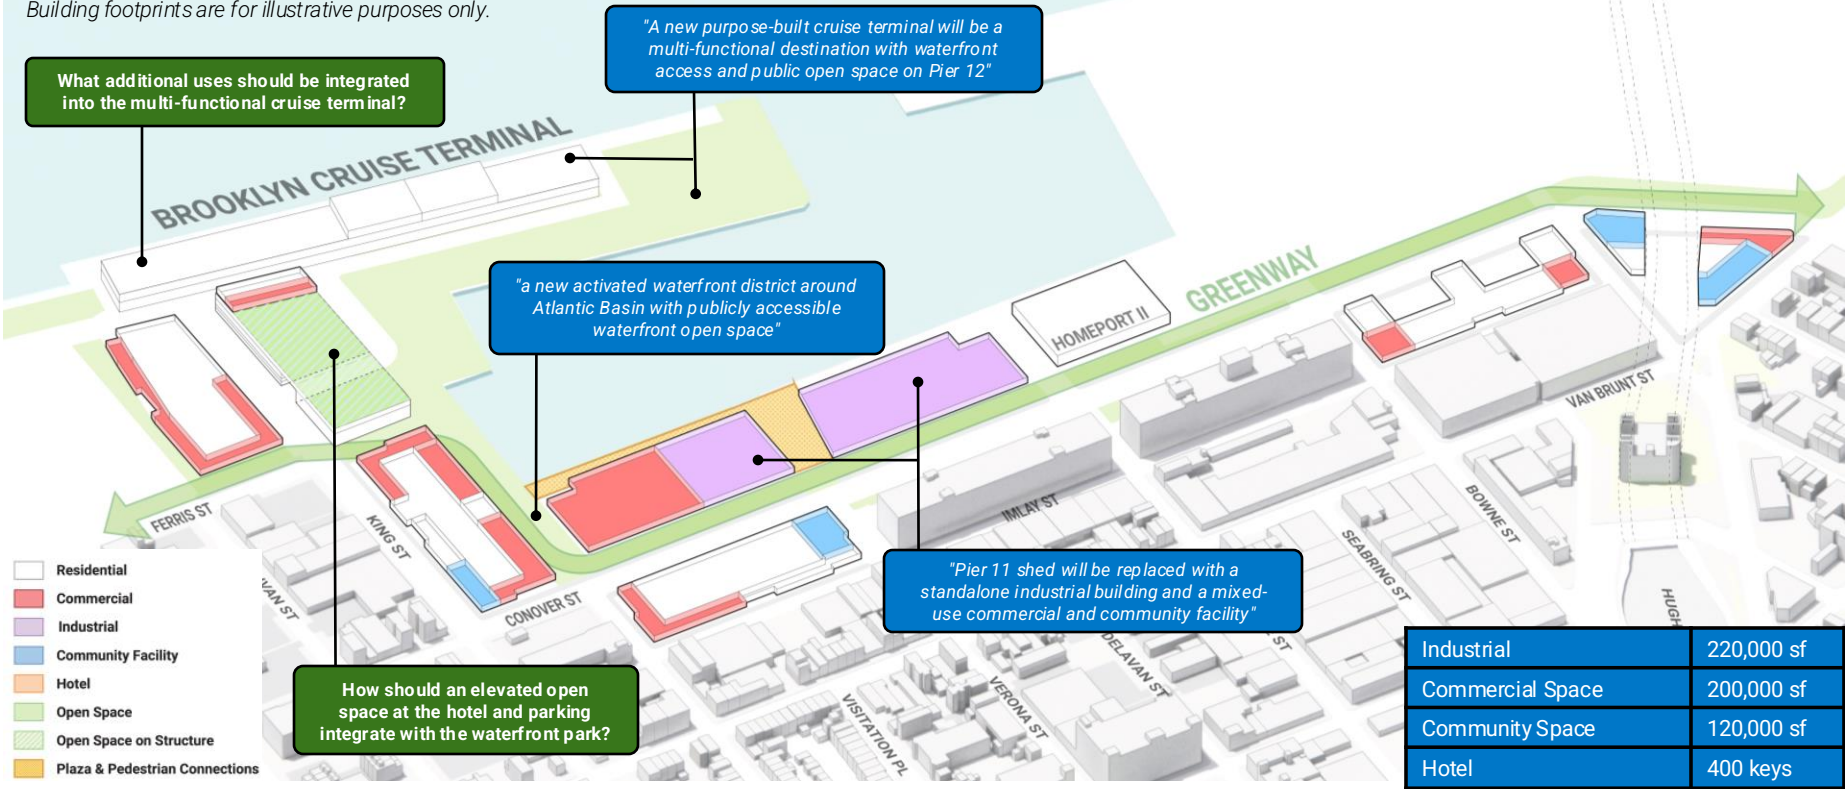 Building footprints are for illustrative purposes only.
"A new purpose-built cruise terminal will be a
multi-functional destination with waterfront
access and public open space on Pier 12"
What additional uses should be integrated
into the multi-functional cruise terminal?
BROOKLYN CRUISE TERMINAL
"a new activated waterfront district around
Atlantic Basin with publicly accessible
waterfront open space"
GREENWAY
HOMEPORT II
VAN BRUNT ST
FERRIS ST
KING ST
IMLAY ST
BOWNE ST
SEABRING ST
CONOVER ST
VAN ST
"Pier 11 shed will be replaced with a
standalone industrial building and a mixed-
use commercial and community facility"
ST
DELAVAN ST
VERONA ST
VISITATION PL
HUGH
Residential
Commercial
Industrial
Community Facility
Hotel
Open Space
Open Space on Structure
Plaza & Pedestrian Connections
How should an elevated open
space at the hotel and parking
integrate with the waterfront park?
Industrial 220,000 sf
Commercial Space 200,000 sf
Community Space 120,000 sf
Hotel 400 keys